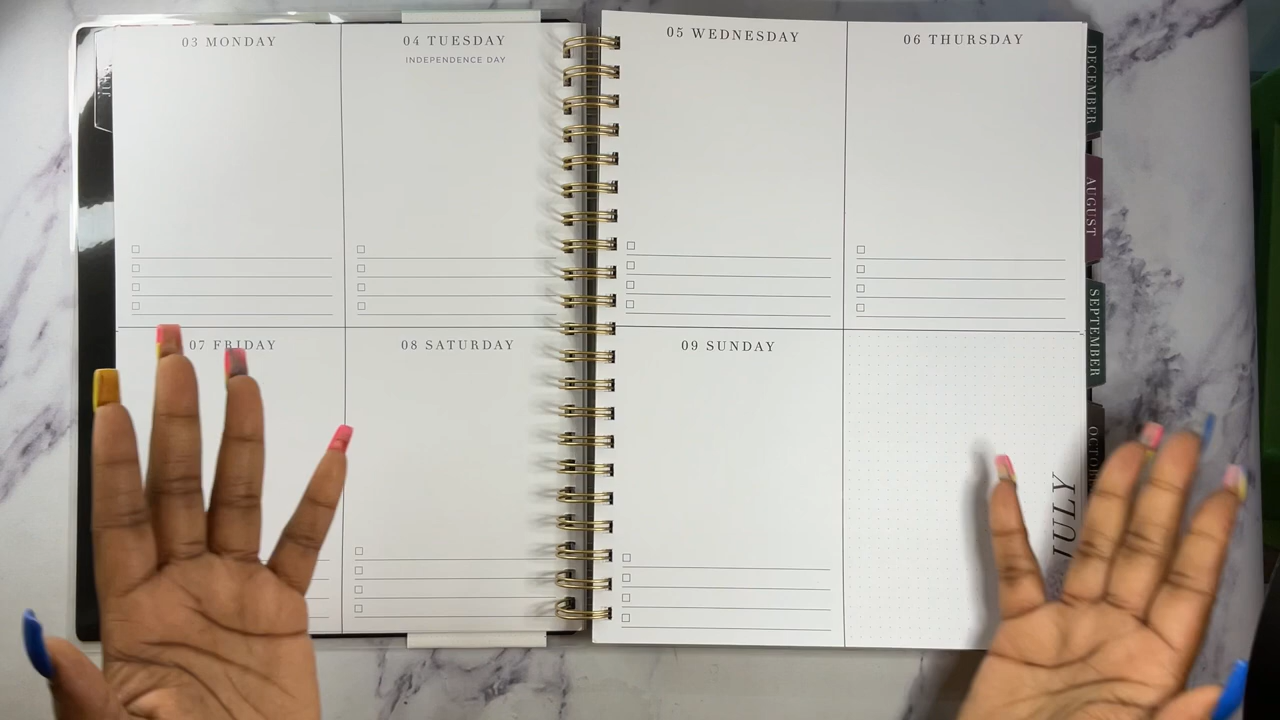 03 MONDAY
04 TUESDAY
INDEPENDENCE DAY
05 WEDNESDAY
06 THURSDAY
07 FRIDAY
08 SATURDAY
09 SUNDAY
JULY
DECEMBER
AUGUST
SEPTEMBER